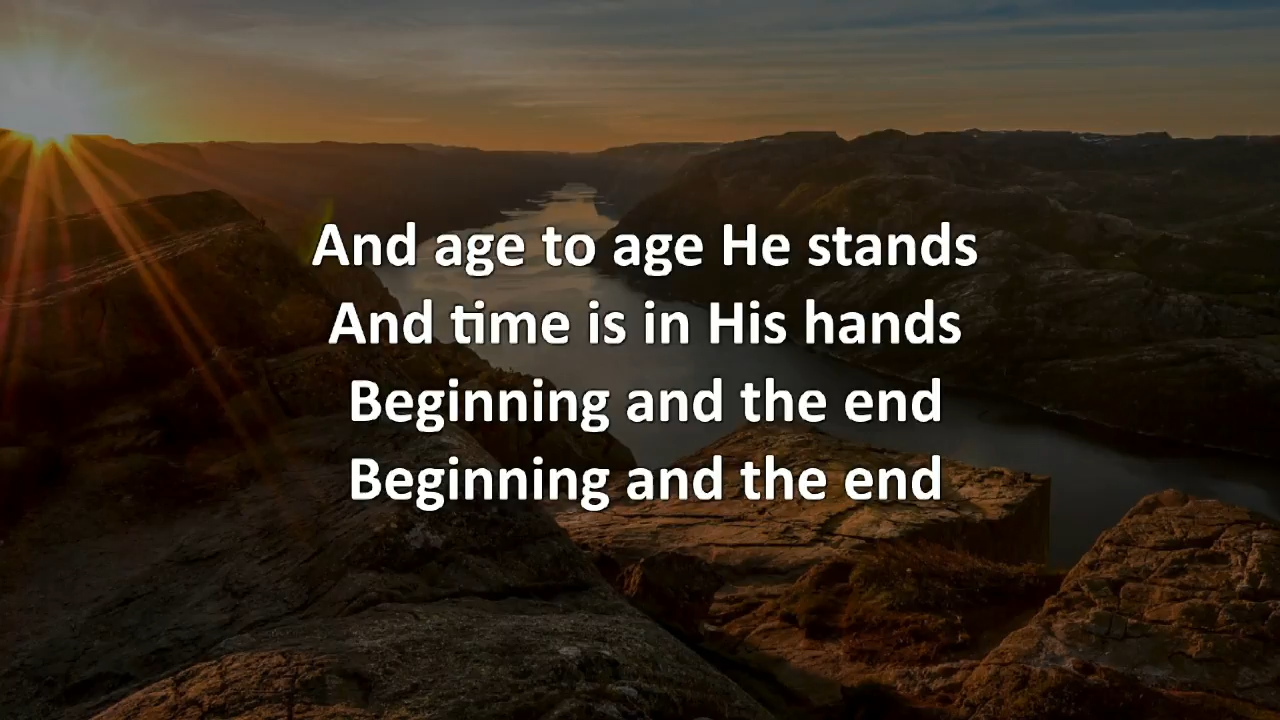 And age to age He stands
And time is in His hands
Beginning and the end
Beginning and the end